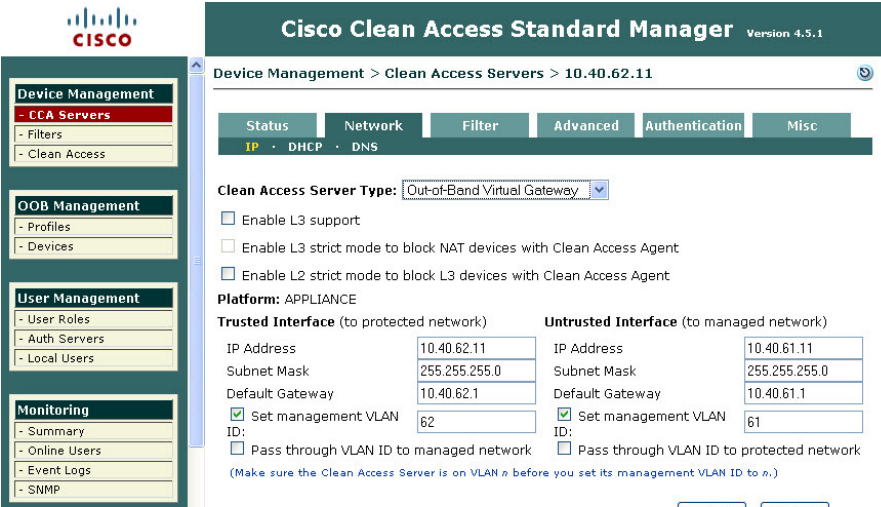 CISCO
Cisco Clean Access Standard Manager Version 4.5.1
Device Management > Clean Access Servers > 10.40.62.11
Device Management
- CCA Servers
- Filters
- Clean Access
OOB Management
- Profiles
- Devices
User Management
- User Roles
- Auth Servers
- Local Users
Monitoring
- Summary
- Online Users
- Event Logs
- SNMP
Status Network Filter Advanced Authentication Misc
IP · DHCP · DNS
Clean Access Server Type: Out-of-Band Virtual Gateway
Enable L3 support
Enable L3 strict mode to block NAT devices with Clean Access Agent
Enable L2 strict mode to block L3 devices with Clean Access Agent
Platform: APPLIANCE
Trusted Interface (to protected network)
IP Address 10.40.62.11
Subnet Mask 255.255.255.0
Default Gateway 10.40.62.1
Set management VLAN
ID: 62
Pass through VLAN ID to managed network
Untrusted Interface (to managed network)
IP Address 10.40.61.11
Subnet Mask 255.255.255.0
Default Gateway 10.40.61.1
Set management VLAN
ID: 61
Pass through VLAN ID to protected network
(Make sure the Clean Access Server is on VLAN n before you set its management VLAN ID to n.)